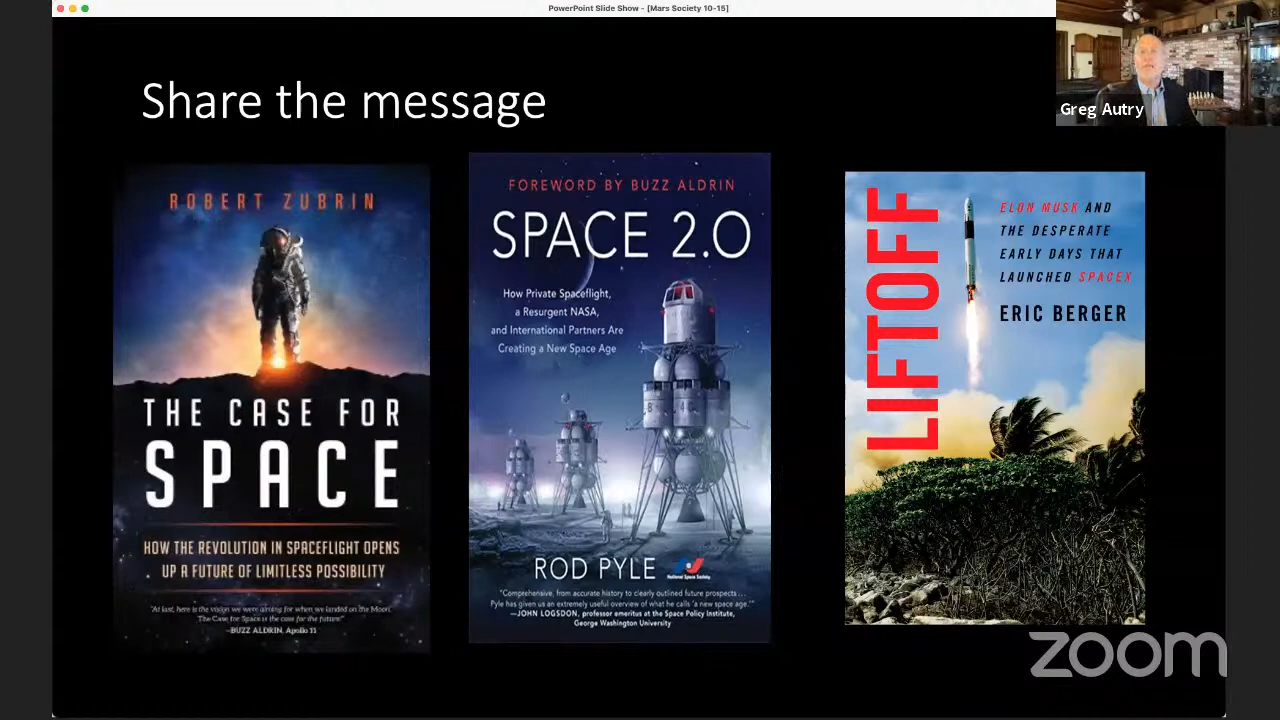 PowerPoint Slide Show - [Mars Society 10-15]
Greg Autry
Share the message
ROBERT ZUBRIN
THE CASE FOR
SPACE
HOW THE REVOLUTION IN SPACEFLIGHT OPENS
UP A FUTURE OF LIMITLESS POSSIBILITY
"At last, here is the vision we were aiming for when we landed on the Moon.
The Case for Space is the case for the future!"
—BUZZ ALDRIN, Apollo 11
FOREWORD BY BUZZ ALDRIN
SPACE 2.0
How Private Spaceflight,
a Resurgent NASA,
and International Partners Are
Creating a New Space Age
ROD PYLE
National Space Society
"Comprehensive, from accurate history to clearly outlined future prospects...
Pyle has given us an extremely useful overview of what he calls 'a new space age.'"
—JOHN LOGSDON, professor emeritus at the Space Policy Institute,
George Washington University
LIFTOFF
ELON MUSK AND
THE DESPERATE
EARLY DAYS THAT
LAUNCHED SPACEX
ERIC BERGER
zoom